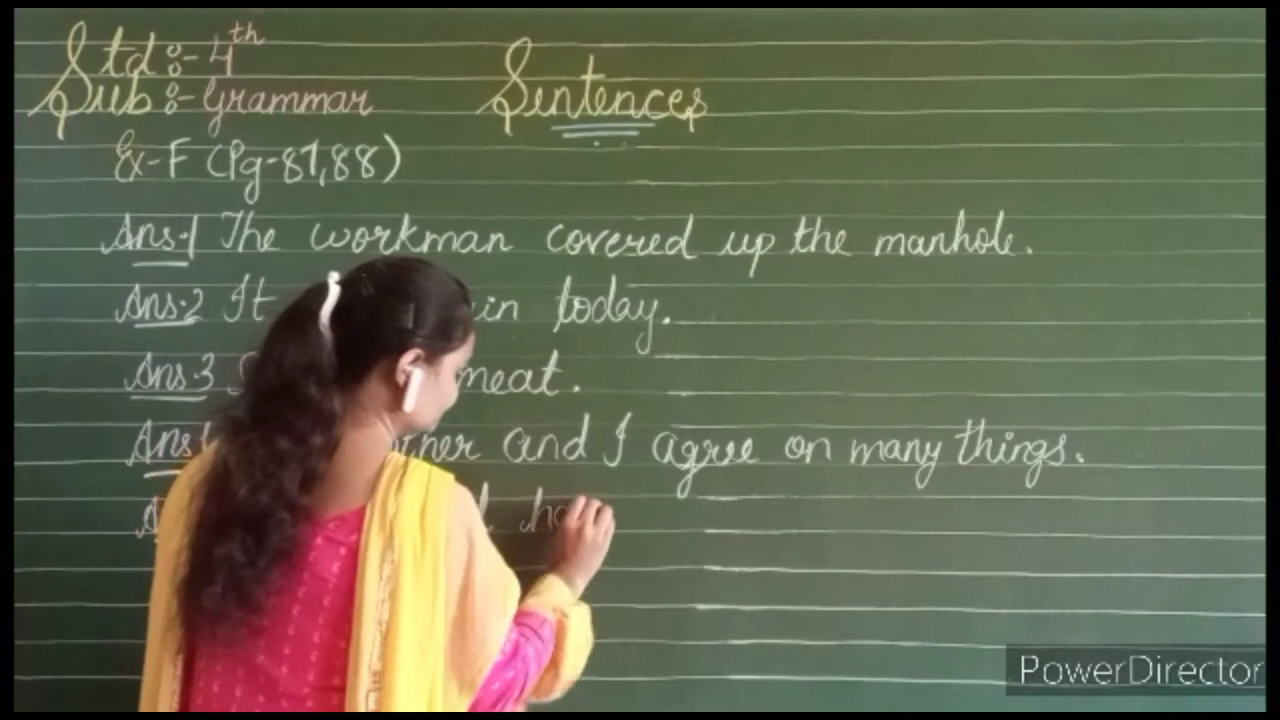 Std :- 4th
Sub :- Grammar
Sentences
Ex-F (Pg-87,88)
Ans.1 The workman covered up the manhole.
Ans.2 It today.
Ans.3 meat.
Ans and I agree on many things.
PowerDirector